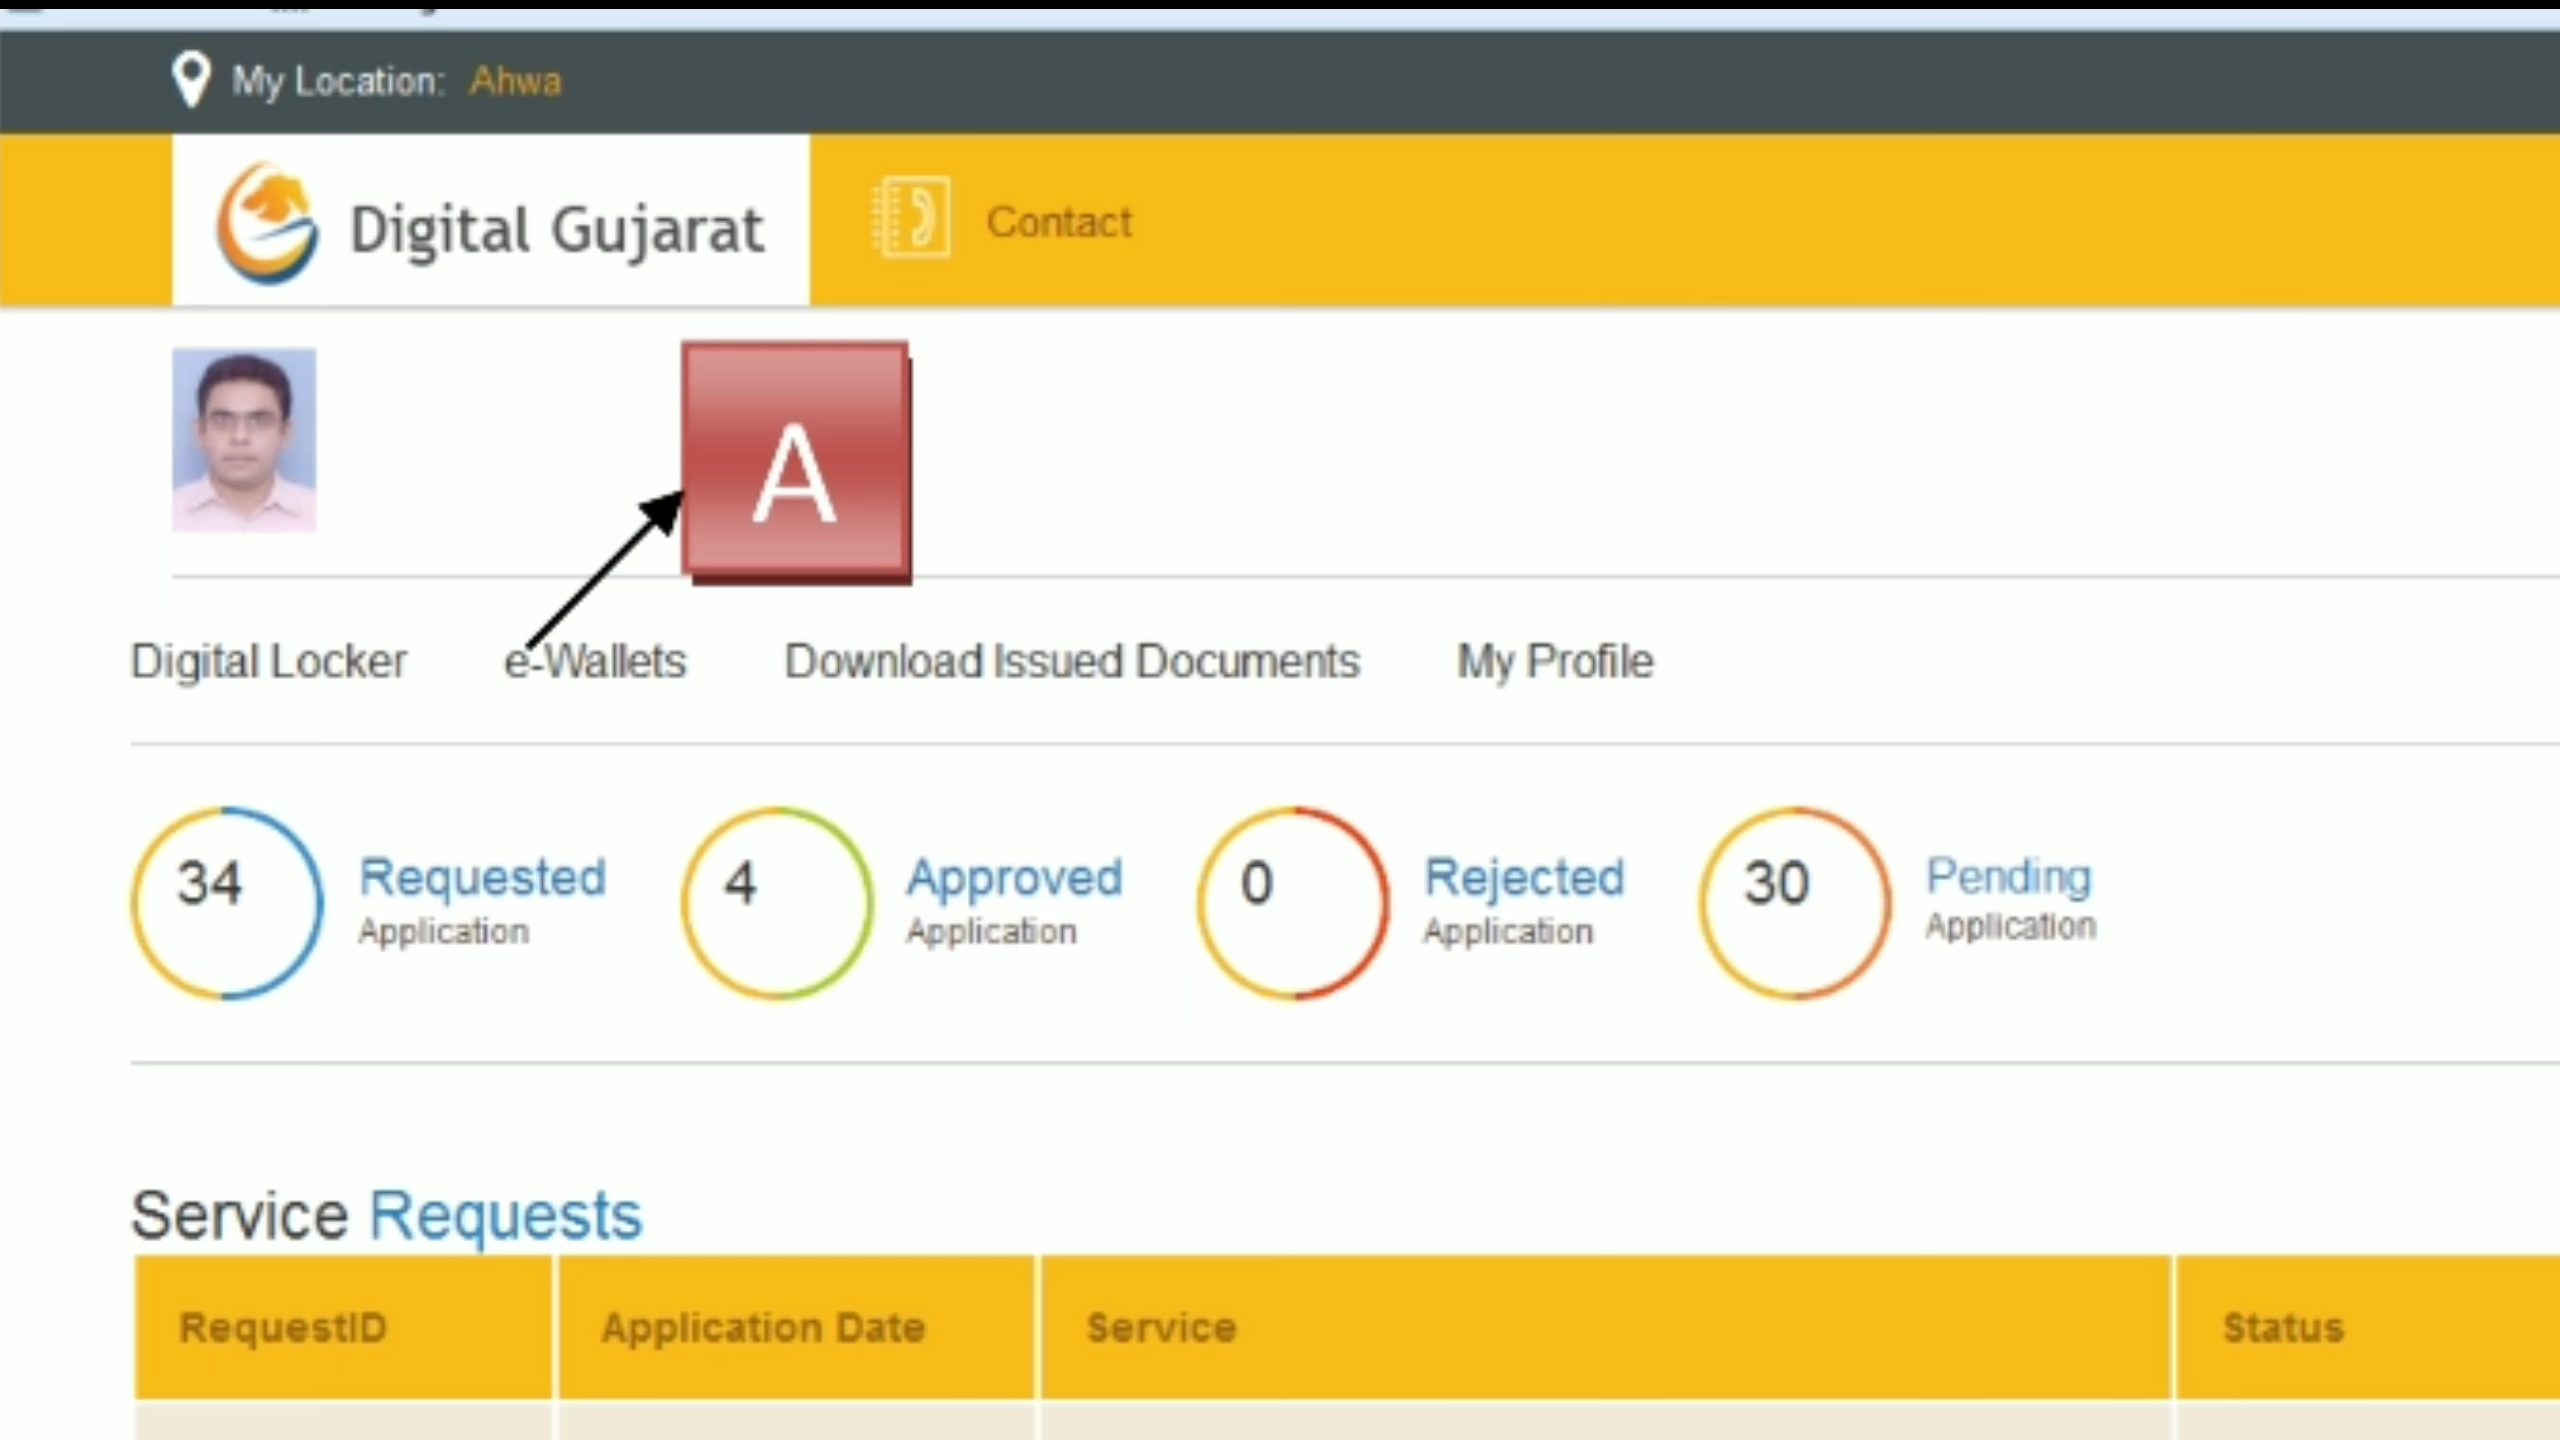 My Location: Ahwa
Digital Gujarat
Contact
A
Digital Locker e-Wallets Download Issued Documents My Profile
34 Requested Application
4 Approved Application
0 Rejected Application
30 Pending Application
Service Requests
RequestID Application Date Service Status